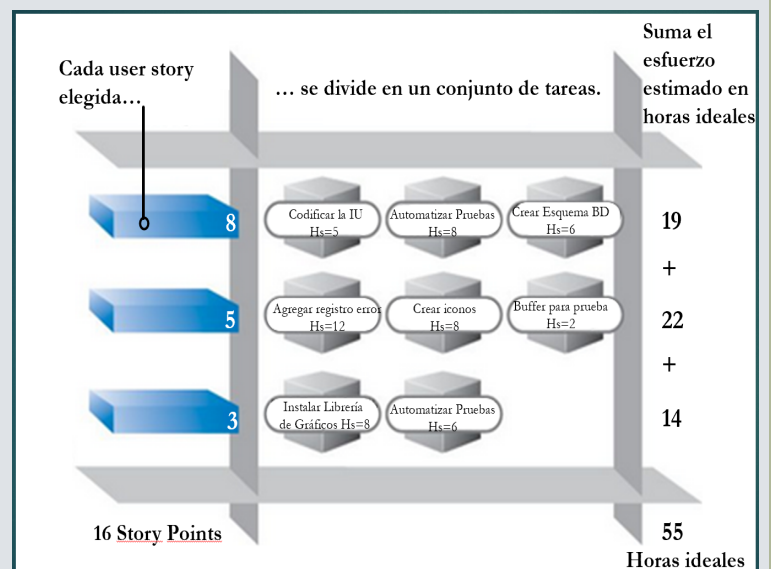 Cada user story
elegida…
… se divide en un conjunto de tareas.
Suma el
esfuerzo
estimado en
horas ideales
8
Codificar la IU
Hs=5
Automatizar Pruebas
Hs=8
Crear Esquema BD
Hs=6
19
+
5
Agregar registro error
Hs=12
Crear iconos
Hs=8
Buffer para prueba
Hs=2
22
+
3
Instalar Librería
de Gráficos Hs=8
Automatizar Pruebas
Hs=6
14
16 Story Points
55
Horas ideales